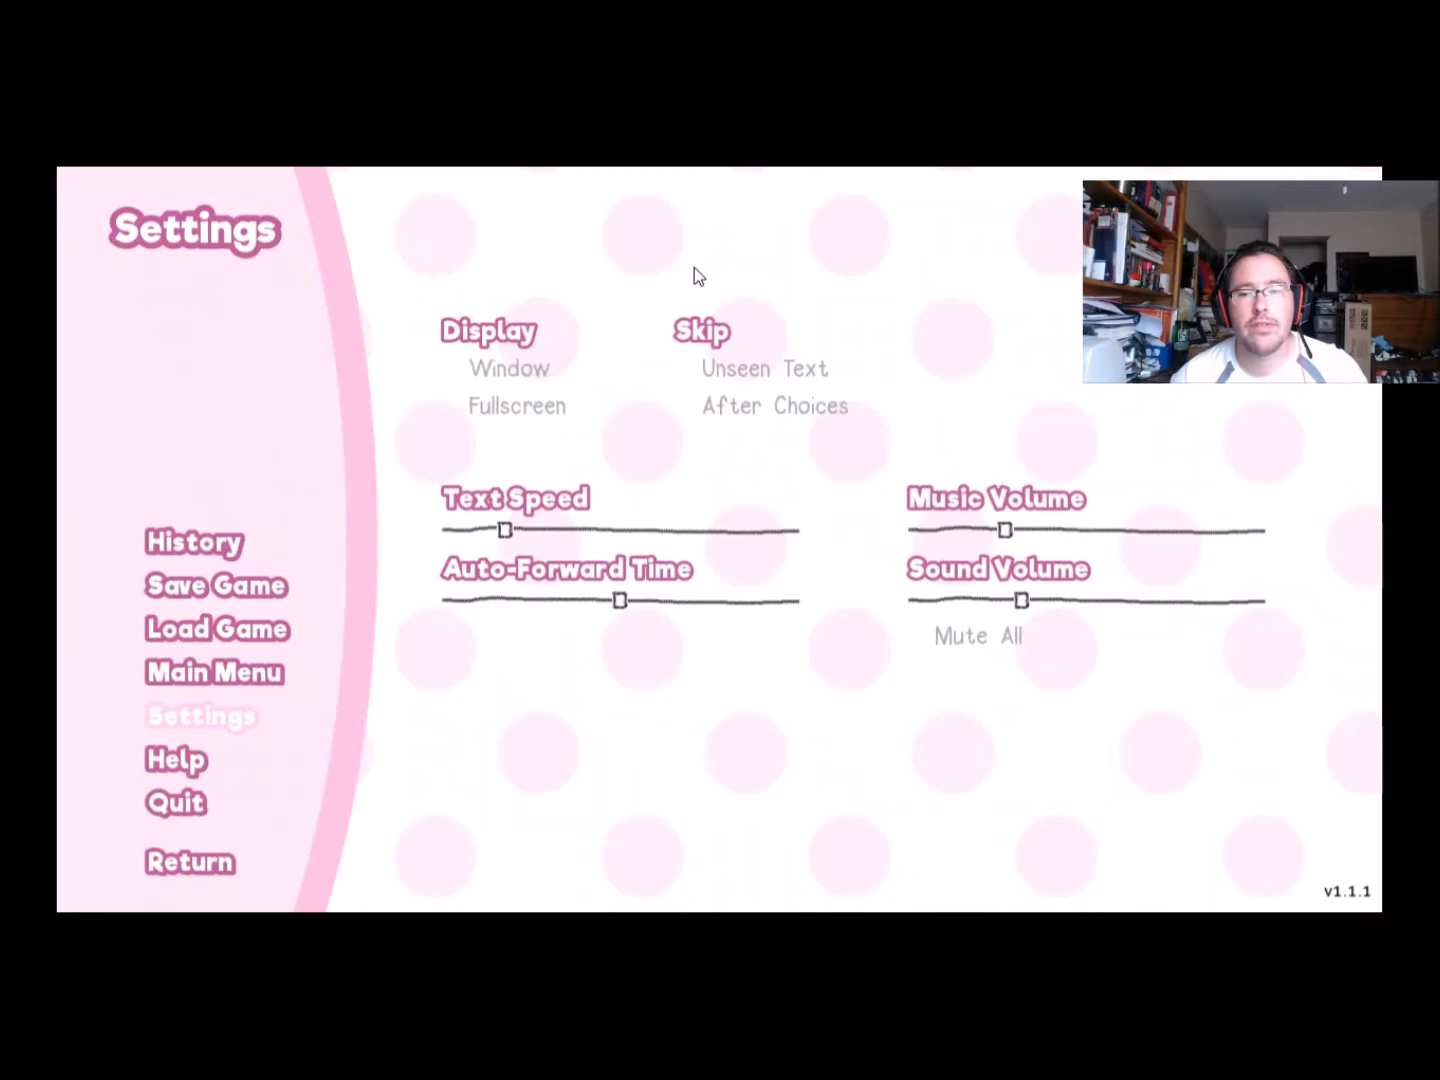 Settings
Display
Window
Fullscreen
Skip
Unseen Text
After Choices
Text Speed
Auto-Forward Time
Music Volume
Sound Volume
Mute All
History
Save Game
Load Game
Main Menu
Settings
Help
Quit
Return
v1.1.1